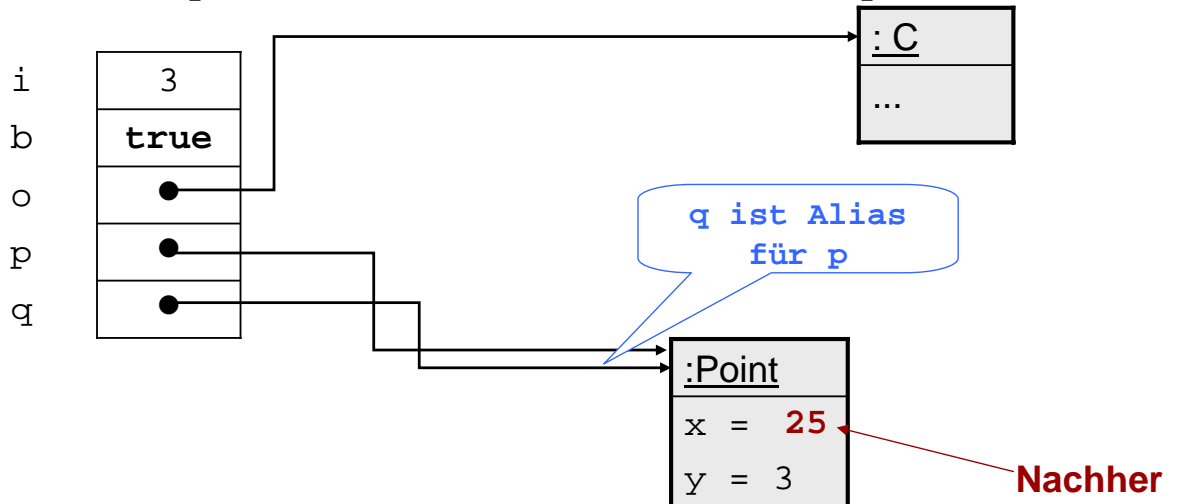 : C
i 3
...
b true
o
q ist Alias
für p
p
q
:Point
x = 25
y = 3
Nachher